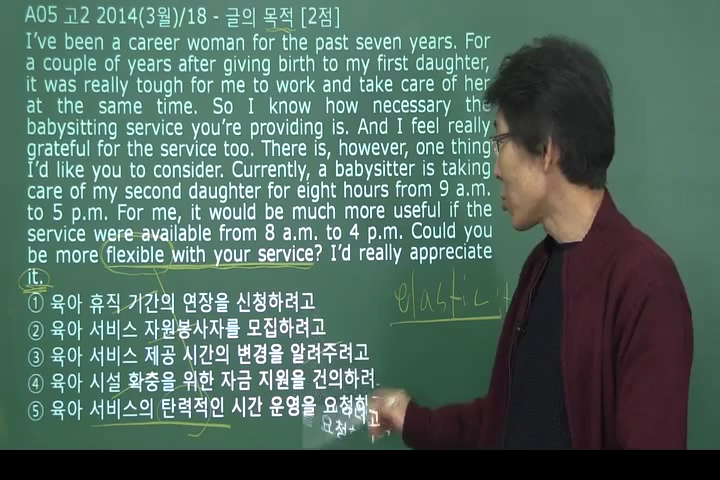 A05 고2 2014(3월)/18 - 글의 목적 [2점]
I've been a career woman for the past seven years. For
a couple of years after giving birth to my first daughter,
it was really tough for me to work and take care of her
at the same time. So I know how necessary the
babysitting service you're providing is. And I feel really
grateful for the service too. There is, however, one thing
I'd like you to consider. Currently, a babysitter is taking
care of my second daughter for eight hours from 9 a.m.
to 5 p.m. For me, it would be much more useful if the
service were available from 8 a.m. to 4 p.m. Could you
be more flexible with your service? I'd really appreciate
it.
elastic
① 육아 휴직 기간의 연장을 신청하려고
② 육아 서비스 자원봉사자를 모집하려고
③ 육아 서비스 제공 시간의 변경을 알려주려고
④ 육아 시설 확충을 위한 자금 지원을 건의하려
⑤ 육아 서비스의 탄력적인 시간 운영을